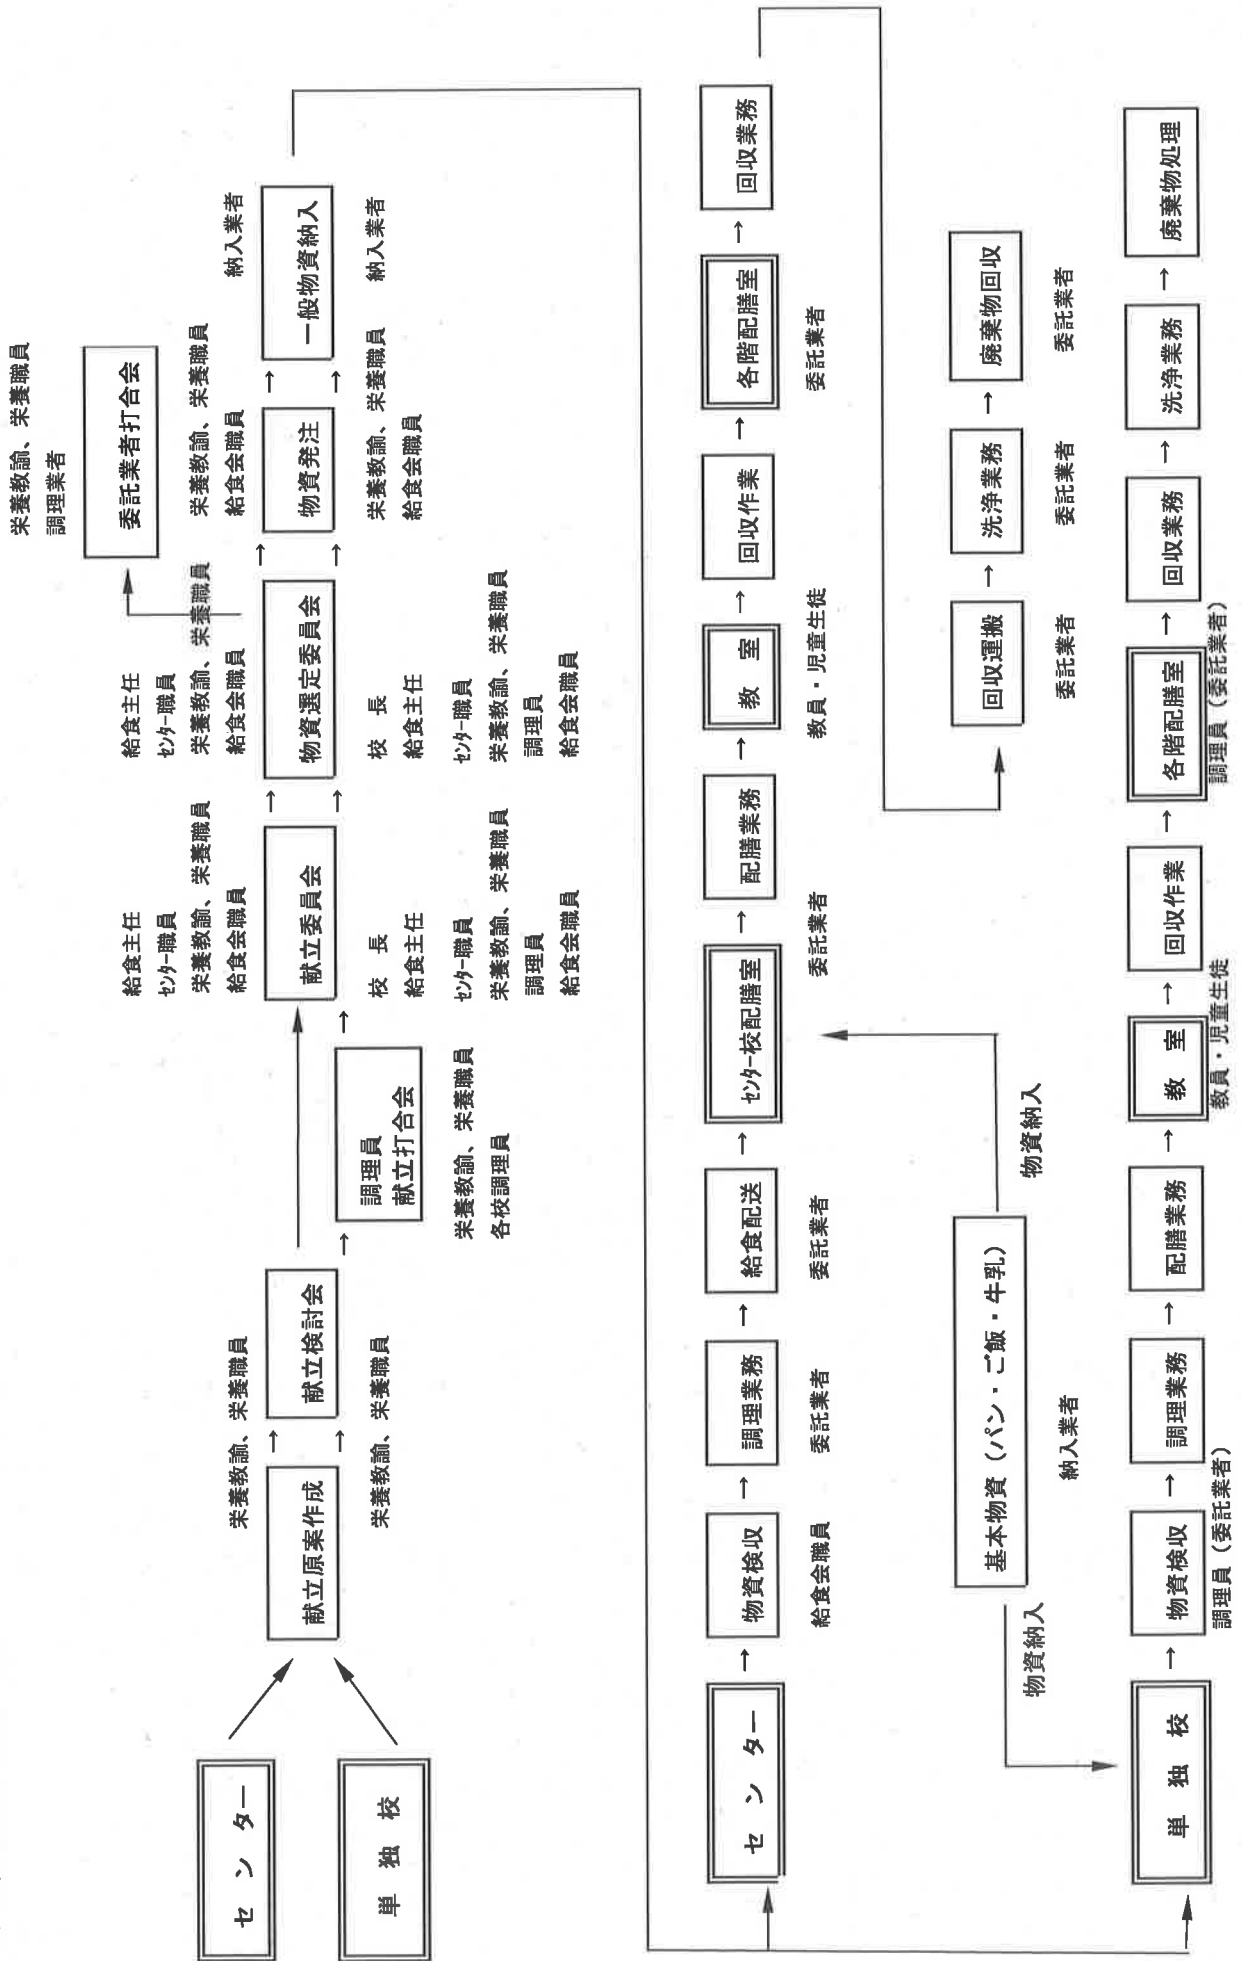 栄養教諭、栄養職員
調理業者
委託業者打合会
給食主任
センター職員
栄養教諭、栄養職員
給食会職員
給食主任
センター職員
栄養教諭、栄養職員
給食会職員
栄養教諭、栄養職員
給食会職員
納入業者
栄養教諭、栄養職員
センター
単独校
献立原案作成
→
→
献立検討会
→
調理員
献立打合会
→
献立委員会
→
→
物資選定委員会
→
→
物資発注
→
→
一般物資納入
栄養教諭、栄養職員
栄養教諭、栄養職員
各校調理員
校長
給食主任
センター職員
栄養教諭、栄養職員
調理員
給食会職員
校長
給食主任
センター職員
栄養教諭、栄養職員
調理員
給食会職員
栄養教諭、栄養職員
給食会職員
納入業者
センター
→
物資検収
→
調理業務
→
給食配送
→
センター校配膳室
→
配膳業務
→
教室
→
回収作業
→
各階配膳室
→
回収業務
給食会職員
委託業者
委託業者
委託業者
教員・児童生徒
委託業者
物資納入
基本物資(パン・ご飯・牛乳)
納入業者
物資納入
回収運搬
→
洗浄業務
→
廃棄物回収
委託業者
委託業者
委託業者
単独校
→
物資検収
→
調理業務
→
配膳業務
→
教室
→
回収作業
→
各階配膳室
→
回収業務
→
洗浄業務
→
廃棄物処理
調理員(委託業者)
教員・児童生徒
調理員(委託業者)